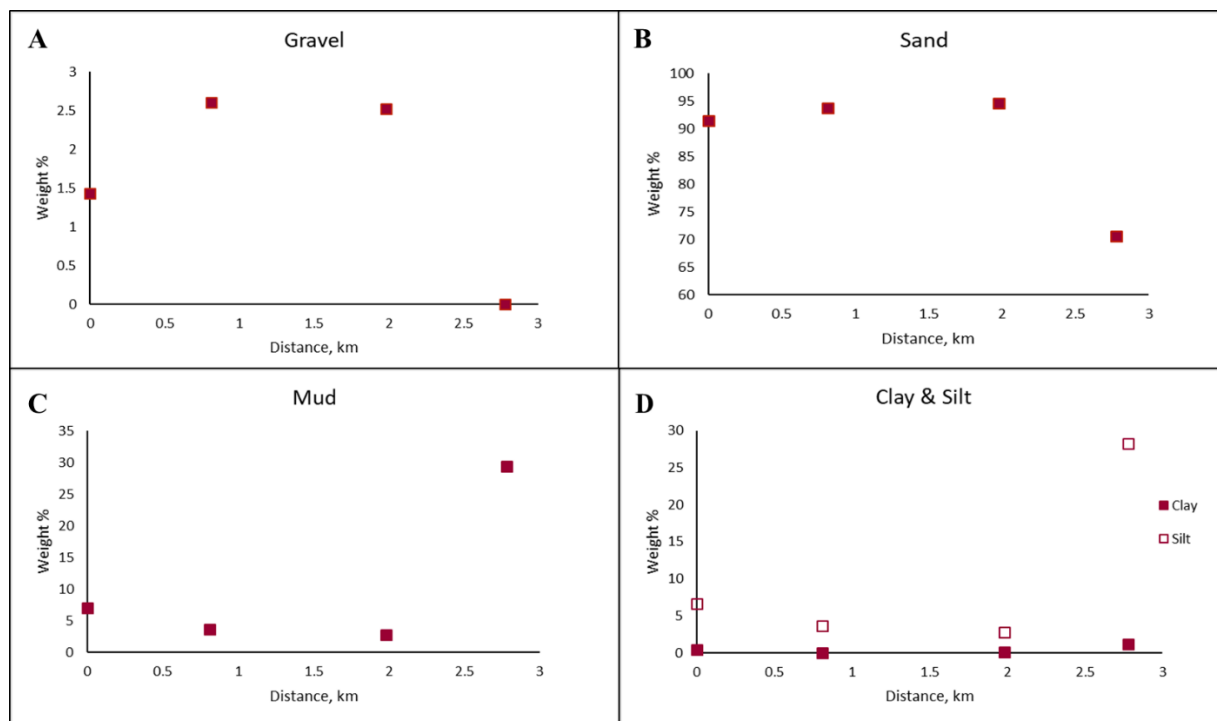 A
Gravel
Weight %
3
2.5
2
1.5
1
0.5
0
0 0.5 1 1.5 2 2.5 3
Distance, km
B
Sand
Weight %
100
95
90
85
80
75
70
65
60
0 0.5 1 1.5 2 2.5 3
Distance, km
C
Mud
Weight %
35
30
25
20
15
10
5
0
0 0.5 1 1.5 2 2.5 3
Distance, km
D
Clay & Silt
Weight %
30
25
20
15
10
5
0
0 0.5 1 1.5 2 2.5 3
Distance, km
Clay
Silt